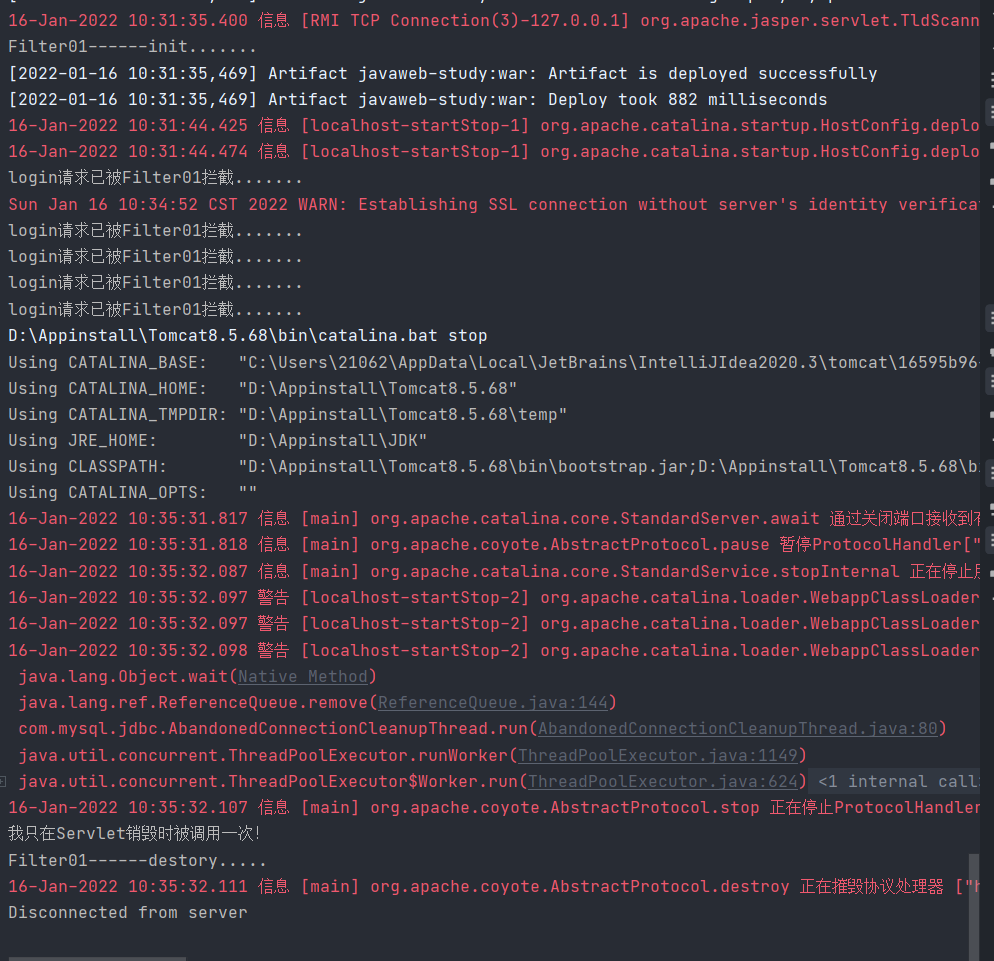 16-Jan-2022 10:31:35.400 信息 [RMI TCP Connection(3)-127.0.0.1] org.apache.jasper.servlet.TldScann
Filter01------init.......
[2022-01-16 10:31:35,469] Artifact javaweb-study:war: Artifact is deployed successfully
[2022-01-16 10:31:35,469] Artifact javaweb-study:war: Deploy took 882 milliseconds
16-Jan-2022 10:31:44.425 信息 [localhost-startStop-1] org.apache.catalina.startup.HostConfig.deplo
16-Jan-2022 10:31:44.474 信息 [localhost-startStop-1] org.apache.catalina.startup.HostConfig.deplo
login请求已被Filter01拦截.......
Sun Jan 16 10:34:52 CST 2022 WARN: Establishing SSL connection without server's identity verifica
login请求已被Filter01拦截.......
login请求已被Filter01拦截.......
login请求已被Filter01拦截.......
login请求已被Filter01拦截.......
D:\Appinstall\Tomcat8.5.68\bin\catalina.bat stop
Using CATALINA_BASE:   "C:\Users\21062\AppData\Local\JetBrains\IntelliJIdea2020.3\tomcat\16595b96
Using CATALINA_HOME:   "D:\Appinstall\Tomcat8.5.68"
Using CATALINA_TMPDIR: "D:\Appinstall\Tomcat8.5.68\temp"
Using JRE_HOME:        "D:\Appinstall\JDK"
Using CLASSPATH:       "D:\Appinstall\Tomcat8.5.68\bin\bootstrap.jar;D:\Appinstall\Tomcat8.5.68\b
Using CATALINA_OPTS:   ""
16-Jan-2022 10:35:31.817 信息 [main] org.apache.catalina.core.StandardServer.await 通过关闭端口接收到
16-Jan-2022 10:35:31.818 信息 [main] org.apache.coyote.AbstractProtocol.pause 暂停ProtocolHandler["
16-Jan-2022 10:35:32.087 信息 [main] org.apache.catalina.core.StandardService.stopInternal 正在停止
16-Jan-2022 10:35:32.097 警告 [localhost-startStop-2] org.apache.catalina.loader.WebappClassLoader
16-Jan-2022 10:35:32.097 警告 [localhost-startStop-2] org.apache.catalina.loader.WebappClassLoader
16-Jan-2022 10:35:32.098 警告 [localhost-startStop-2] org.apache.catalina.loader.WebappClassLoader
java.lang.Object.wait(Native Method)
java.lang.ref.ReferenceQueue.remove(ReferenceQueue.java:144)
com.mysql.jdbc.AbandonedConnectionCleanupThread.run(AbandonedConnectionCleanupThread.java:80)
java.util.concurrent.ThreadPoolExecutor.runWorker(ThreadPoolExecutor.java:1149)
java.util.concurrent.ThreadPoolExecutor$Worker.run(ThreadPoolExecutor.java:624) <1 internal call
16-Jan-2022 10:35:32.107 信息 [main] org.apache.coyote.AbstractProtocol.stop 正在停止ProtocolHandler
我只在Servlet销毁时被调用一次!
Filter01------destory.....
16-Jan-2022 10:35:32.111 信息 [main] org.apache.coyote.AbstractProtocol.destroy 正在摧毁协议处理器 ["h
Disconnected from server